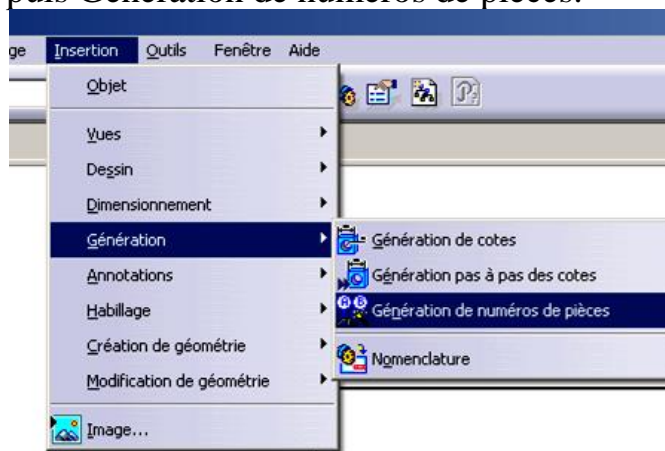 puis Génération de numéros de pièces.
ge Insertion Outils Fenêtre Aide
Objet
Vues
Dessin
Dimensionnement
Génération
Génération de cotes
Génération pas à pas des cotes
Génération de numéros de pièces
Nomenclature
Annotations
Habillage
Création de géométrie
Modification de géométrie
Image...